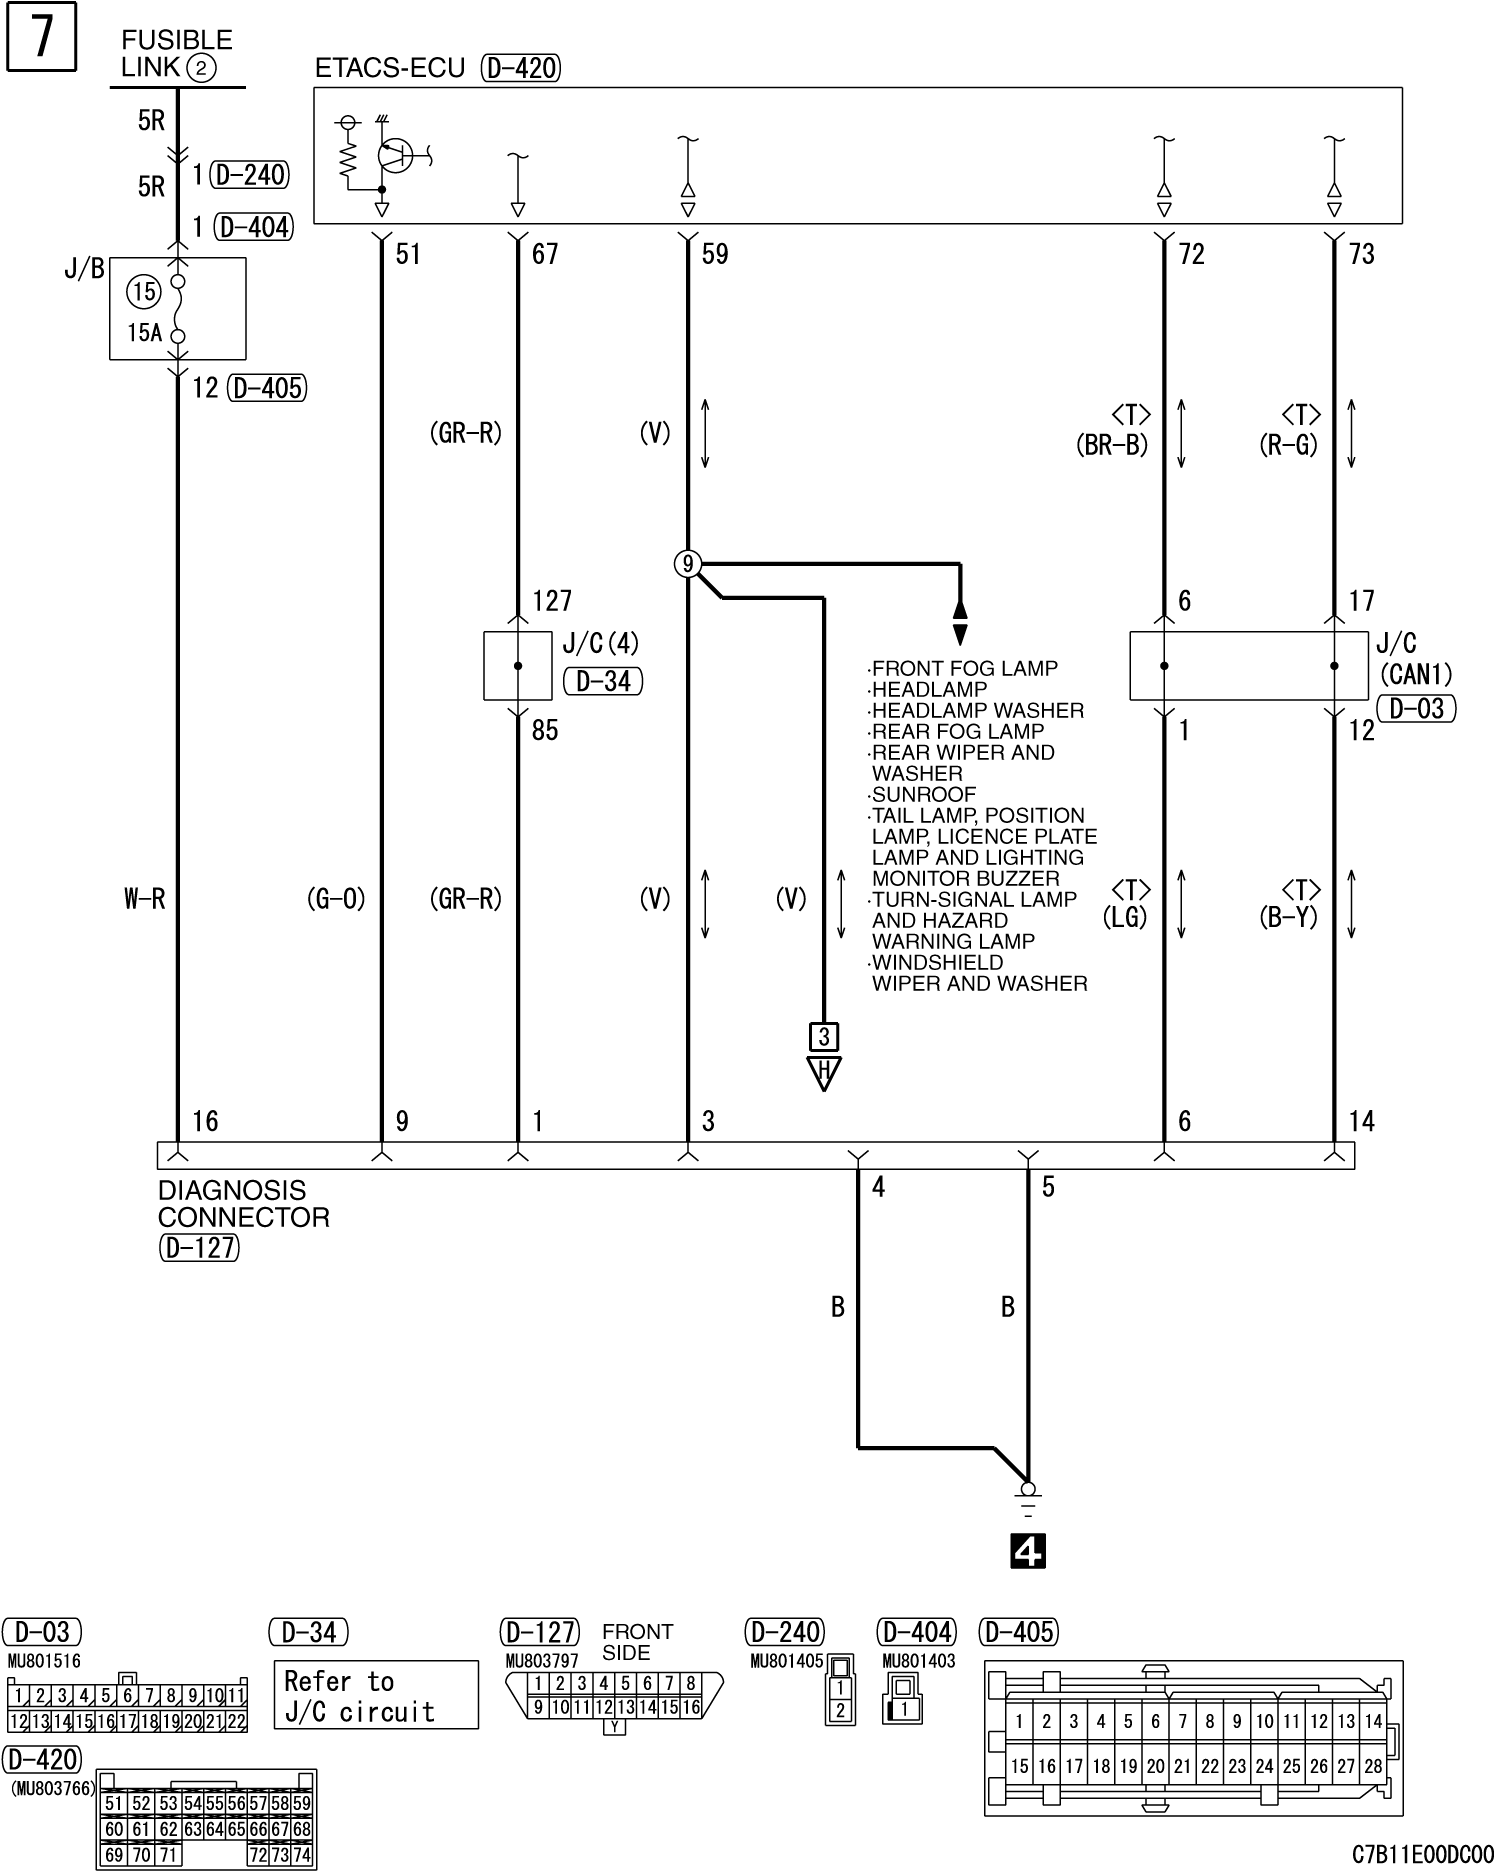 7
FUSIBLE
LINK 2
ETACS-ECU D-420
5R
1 D-240
5R
1 D-404
J/B
15
15A
12 D-405
51
67
59
72
73
(GR-R)
(V)
<T>
(BR-B)
<T>
(R-G)
9
127
6
17
J/C(4)
D-34
J/C
(CAN1)
D-03
85
1
12
·FRONT FOG LAMP
·HEADLAMP
·HEADLAMP WASHER
·REAR FOG LAMP
·REAR WIPER AND
WASHER
·SUNROOF
·TAIL LAMP, POSITION
LAMP, LICENCE PLATE
LAMP AND LIGHTING
MONITOR BUZZER
·TURN-SIGNAL LAMP
AND HAZARD
WARNING LAMP
·WINDSHIELD
WIPER AND WASHER
W-R
(G-O)
(GR-R)
(V)
(V)
<T>
(LG)
<T>
(B-Y)
3
H
16
9
1
3
6
14
DIAGNOSIS
CONNECTOR
D-127
4
5
B
B
4
D-03
MU801516
1 2 3 4 5 6 7 8 9 10 11
12 13 14 15 16 17 18 19 20 21 22
D-34
Refer to
J/C circuit
D-127
MU803797
FRONT
SIDE
1 2 3 4 5 6 7 8
9 10 11 12 13 14 15 16
Y
D-240
MU801405
1
2
D-404
MU801403
1
D-405
1 2 3 4 5 6 7 8 9 10 11 12 13 14
15 16 17 18 19 20 21 22 23 24 25 26 27 28
D-420
(MU803766)
51 52 53 54 55 56 57 58 59
60 61 62 63 64 65 66 67 68
69 70 71 72 73 74
C7B11E00DC00